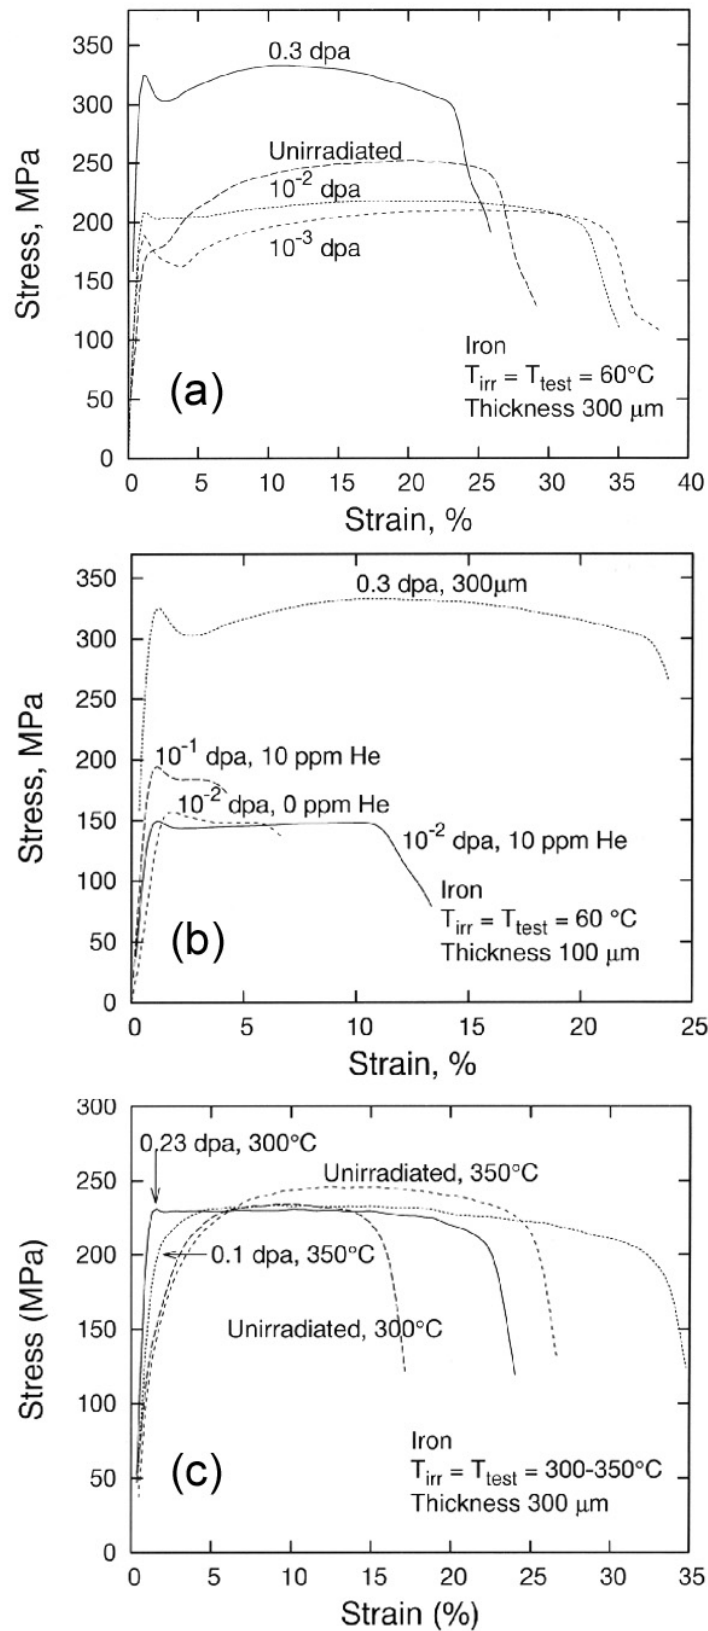 350
300
250
200
150
100
50
0
Stress, MPa
0.3 dpa
Unirradiated
10⁻² dpa
10⁻³ dpa
(a)
Iron
T_irr = T_test = 60°C
Thickness 300 μm
0 5 10 15 20 25 30 35 40
Strain, %
350
300
250
200
150
100
50
0
Stress, MPa
0.3 dpa, 300μm
10⁻¹ dpa, 10 ppm He
10⁻² dpa, 0 ppm He
10⁻² dpa, 10 ppm He
(b)
Iron
T_irr = T_test = 60 °C
Thickness 100 μm
0 5 10 15 20 25
Strain, %
300
250
200
150
100
50
0
Stress (MPa)
0.23 dpa, 300°C
Unirradiated, 350°C
0.1 dpa, 350°C
Unirradiated, 300°C
(c)
Iron
T_irr = T_test = 300-350°C
Thickness 300 μm
0 5 10 15 20 25 30 35
Strain (%)